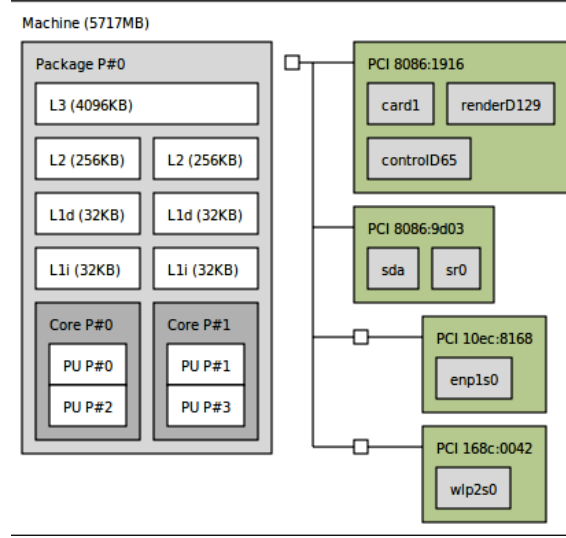 Machine (5717MB)
Package P#0
L3 (4096KB)
L2 (256KB) L2 (256KB)
L1d (32KB) L1d (32KB)
L1i (32KB) L1i (32KB)
Core P#0 Core P#1
PU P#0 PU P#1
PU P#2 PU P#3
PCI 8086:1916
card1 renderD129
controlD65
PCI 8086:9d03
sda sr0
PCI 10ec:8168
enp1s0
PCI 168c:0042
wlp2s0